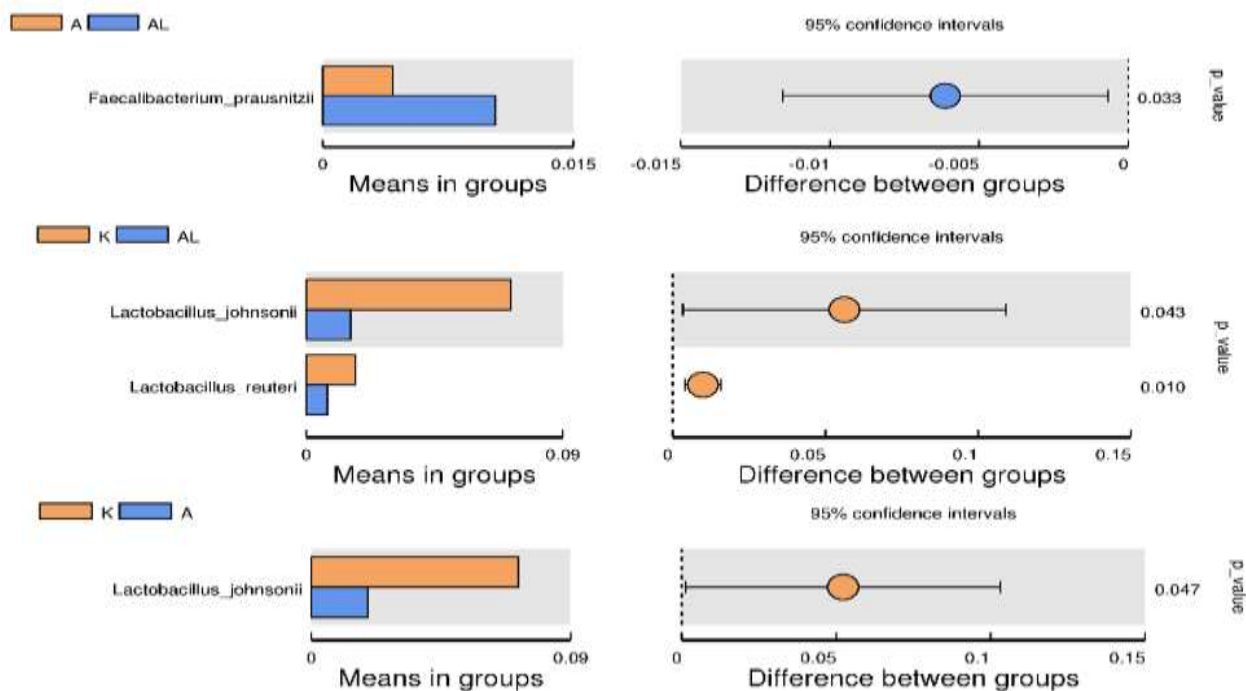 A AL
95% confidence intervals
Faecalibacterium_prausnitzii
0.033
p_value
0 0.015
-0.015 -0.01 -0.005 0
Means in groups
Difference between groups
K AL
95% confidence intervals
Lactobacillus_johnsonii
0.043
Lactobacillus_reuteri
0.010
p_value
0 0.09
0 0.05 0.1 0.15
Means in groups
Difference between groups
K A
95% confidence intervals
Lactobacillus_johnsonii
0.047
p_value
0 0.09
0 0.05 0.1 0.15
Means in groups
Difference between groups